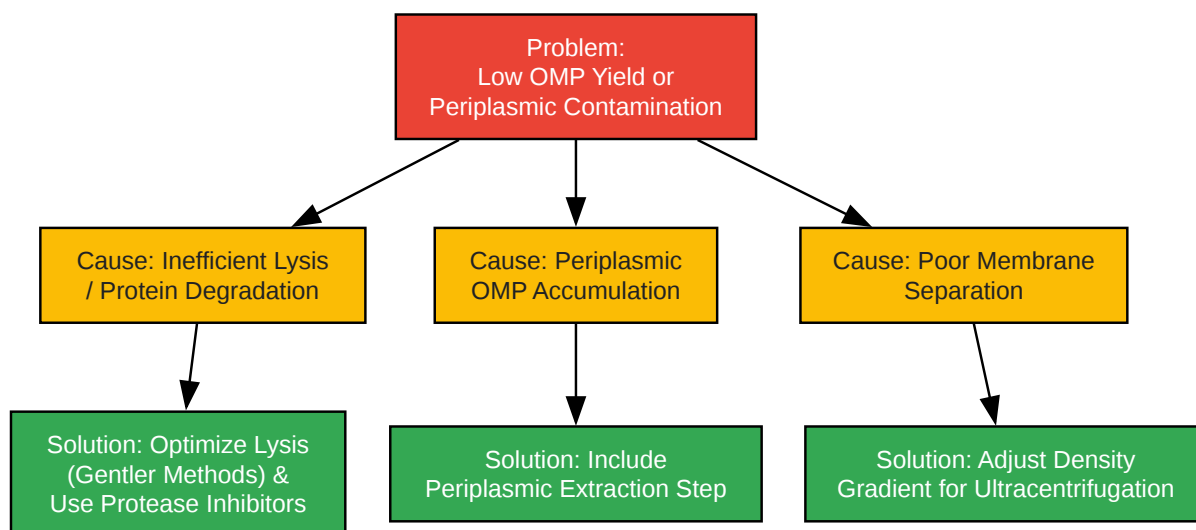 Problem:
Low OMP Yield or
Periplasmic Contamination
Cause: Inefficient Lysis
/ Protein Degradation
Cause: Periplasmic
OMP Accumulation
Cause: Poor Membrane
Separation
Solution: Optimize Lysis
(Gentler Methods) &
Use Protease Inhibitors
Solution: Include
Periplasmic Extraction Step
Solution: Adjust Density
Gradient for Ultracentrifugation